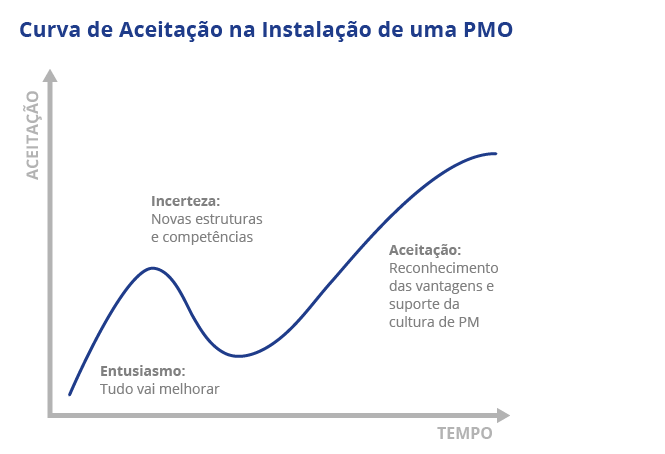 Curva de Aceitação na Instalação de uma PMO
ACEITAÇÃO
Incerteza:
Novas estruturas
e competências
Aceitação:
Reconhecimento
das vantagens e
suporte da
cultura de PM
Entusiasmo:
Tudo vai melhorar
TEMPO